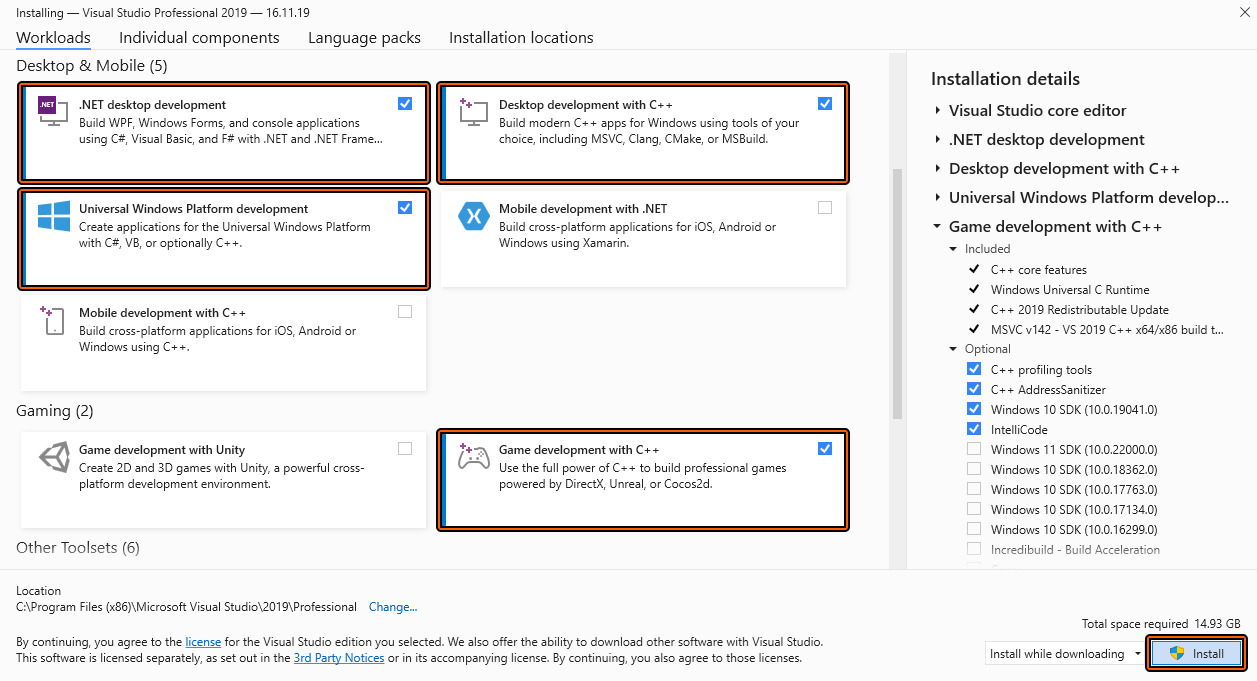 Installing — Visual Studio Professional 2019 — 16.11.19
Workloads
Individual components
Language packs
Installation locations
Desktop & Mobile (5)
.NET
.NET desktop development
Build WPF, Windows Forms, and console applications
using C#, Visual Basic, and F# with .NET and .NET Frame...
Desktop development with C++
Build modern C++ apps for Windows using tools of your
choice, including MSVC, Clang, CMake, or MSBuild.
Universal Windows Platform development
Create applications for the Universal Windows Platform
with C#, VB, or optionally C++.
Mobile development with .NET
Build cross-platform applications for iOS, Android or
Windows using Xamarin.
Mobile development with C++
Build cross-platform applications for iOS, Android or
Windows using C++.
Gaming (2)
Game development with Unity
Create 2D and 3D games with Unity, a powerful cross-
platform development environment.
Game development with C++
Use the full power of C++ to build professional games
powered by DirectX, Unreal, or Cocos2d.
Other Toolsets (6)
Installation details
Visual Studio core editor
.NET desktop development
Desktop development with C++
Universal Windows Platform develop...
Game development with C++
Included
C++ core features
Windows Universal C Runtime
C++ 2019 Redistributable Update
MSVC v142 - VS 2019 C++ x64/x86 build t...
Optional
C++ profiling tools
C++ AddressSanitizer
Windows 10 SDK (10.0.19041.0)
IntelliCode
Windows 11 SDK (10.0.22000.0)
Windows 10 SDK (10.0.18362.0)
Windows 10 SDK (10.0.17763.0)
Windows 10 SDK (10.0.17134.0)
Windows 10 SDK (10.0.16299.0)
Incredibuild - Build Acceleration
Location
C:\Program Files (x86)\Microsoft Visual Studio\2019\Professional
Change...
By continuing, you agree to the license for the Visual Studio edition you selected. We also offer the ability to download other software with Visual Studio.
This software is licensed separately, as set out in the 3rd Party Notices or in its accompanying license. By continuing, you also agree to those licenses.
Total space required 14.93 GB
Install while downloading
Install